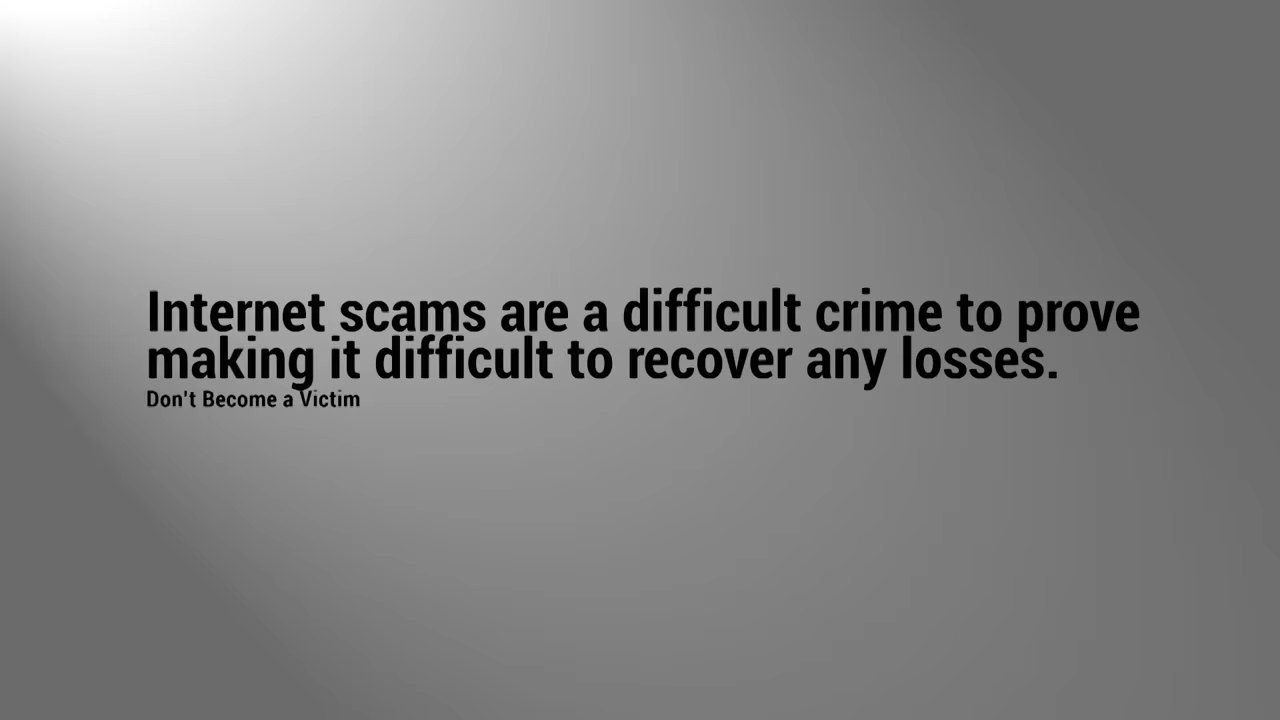 Internet scams are a difficult crime to prove
making it difficult to recover any losses.
Don't Become a Victim